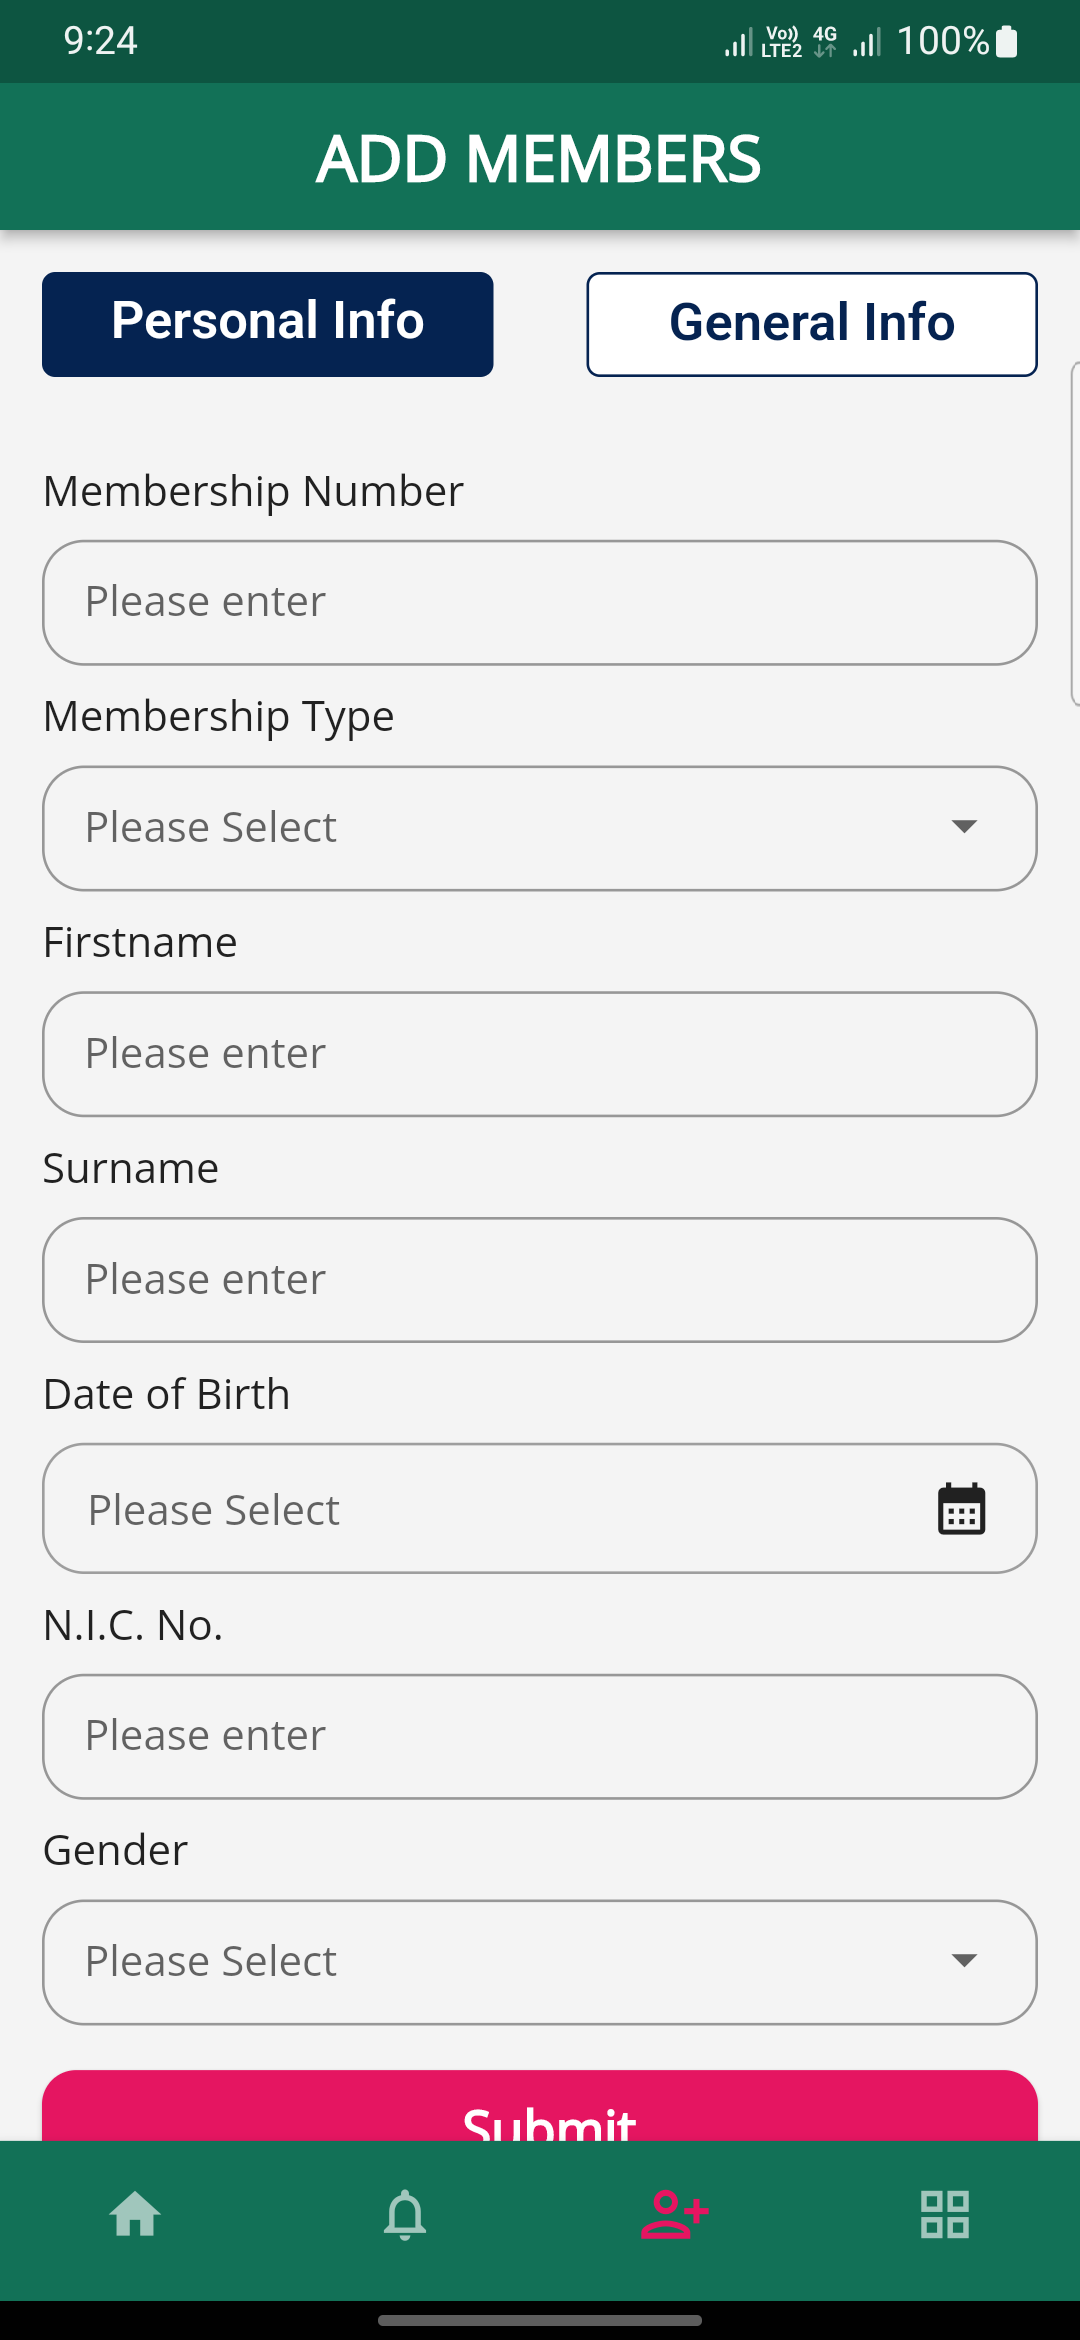 9:24 Vo)) LTE2 4G 100%
ADD MEMBERS
Personal Info General Info
Membership Number
Please enter
Membership Type
Please Select
Firstname
Please enter
Surname
Please enter
Date of Birth
Please Select
N.I.C. No.
Please enter
Gender
Please Select
Submit